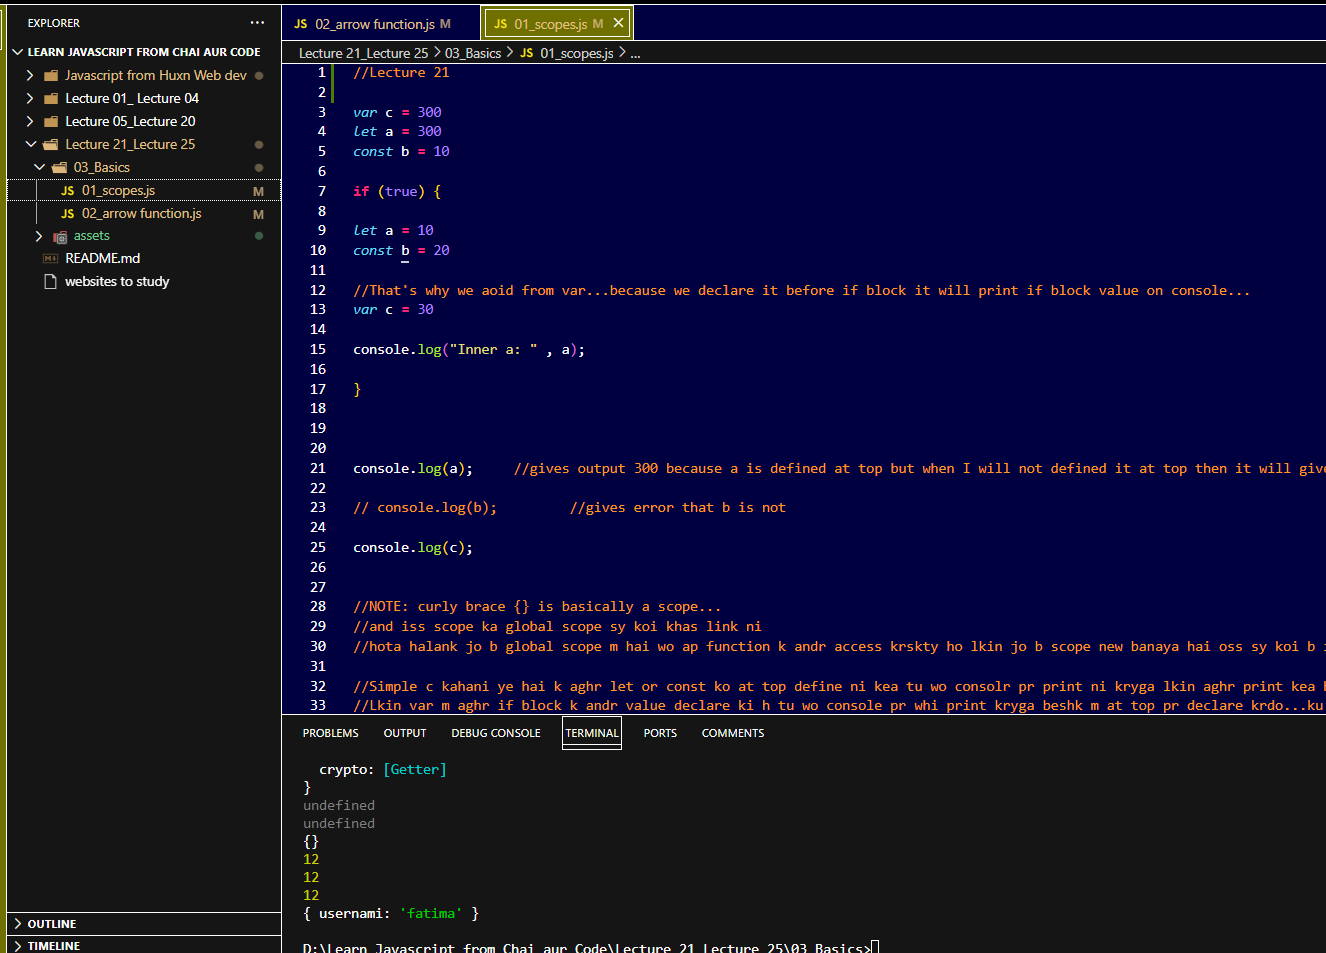 EXPLORER
LEARN JAVASCRIPT FROM CHAI AUR CODE
Javascript from Huxn Web dev
Lecture 01_ Lecture 04
Lecture 05_Lecture 20
Lecture 21_Lecture 25
03_Basics
JS 01_scopes.js M
JS 02_arrow function.js M
assets
README.md
websites to study
OUTLINE
TIMELINE
JS 02_arrow function.js M
JS 01_scopes.js M
Lecture 21_Lecture 25 > 03_Basics > JS 01_scopes.js > ...
1 //Lecture 21
2
3 var c = 300
4 let a = 300
5 const b = 10
6
7 if (true) {
8
9 let a = 10
10 const b = 20
11
12 //That's why we aoid from var...because we declare it before if block it will print if block value on console...
13 var c = 30
14
15 console.log("Inner a: " , a);
16
17 }
18
19
20
21 console.log(a); //gives output 300 because a is defined at top but when I will not defined it at top then it will give
22
23 // console.log(b); //gives error that b is not
24
25 console.log(c);
26
27
28 //NOTE: curly brace {} is basically a scope...
29 //and iss scope ka global scope sy koi khas link ni
30 //hota halank jo b global scope m hai wo ap function k andr access krskty ho lkin jo b scope new banaya hai oss sy koi b
31
32 //Simple c kahani ye hai k aghr let or const ko at top define ni kea tu wo consolr pr print ni kryga lkin aghr print kea
33 //Lkin var m aghr if block k andr value declare ki h tu wo console pr whi print kryga beshk m at top pr declare krdo...ku
PROBLEMS OUTPUT DEBUG CONSOLE TERMINAL PORTS COMMENTS
crypto: [Getter]
}
undefined
undefined
{}
12
12
12
{ usernami: 'fatima' }
D:\Learn Javascript from Chai aur Code\Lecture 21_Lecture 25\03_Basics>